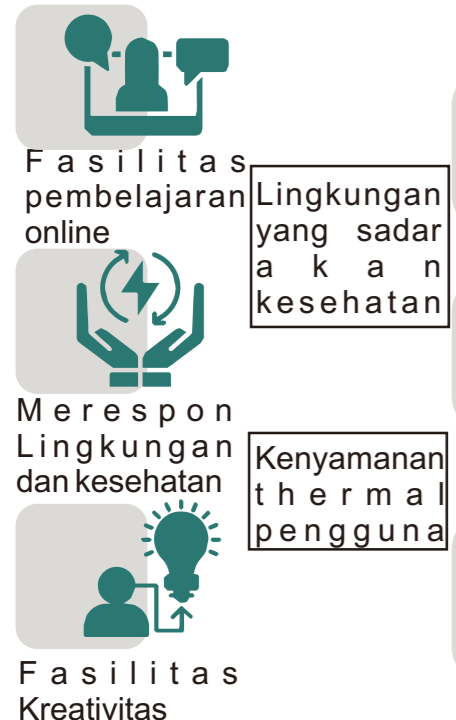 Fasilitas
pembelajaran
online
Lingkungan
yang sadar
akan
kesehatan
Merespon
Lingkungan
dan kesehatan
Kenyamanan
thermal
pengguna
Fasilitas
Kreativitas